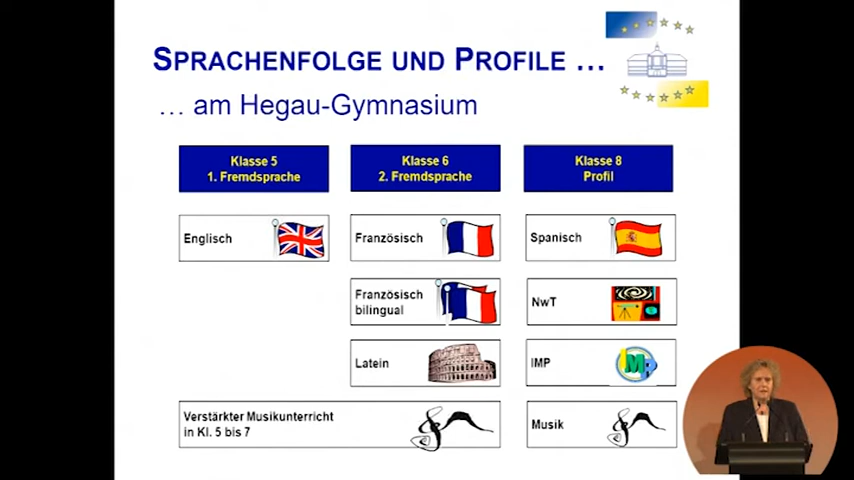 SPRACHENFOLGE UND PROFILE ...
... am Hegau-Gymnasium
Klasse 5
1. Fremdsprache
Klasse 6
2. Fremdsprache
Klasse 8
Profil
Englisch
Französisch
Spanisch
Französisch
bilingual
NwT
Latein
IMP
IMP
Verstärkter Musikunterricht
in Kl. 5 bis 7
Musik